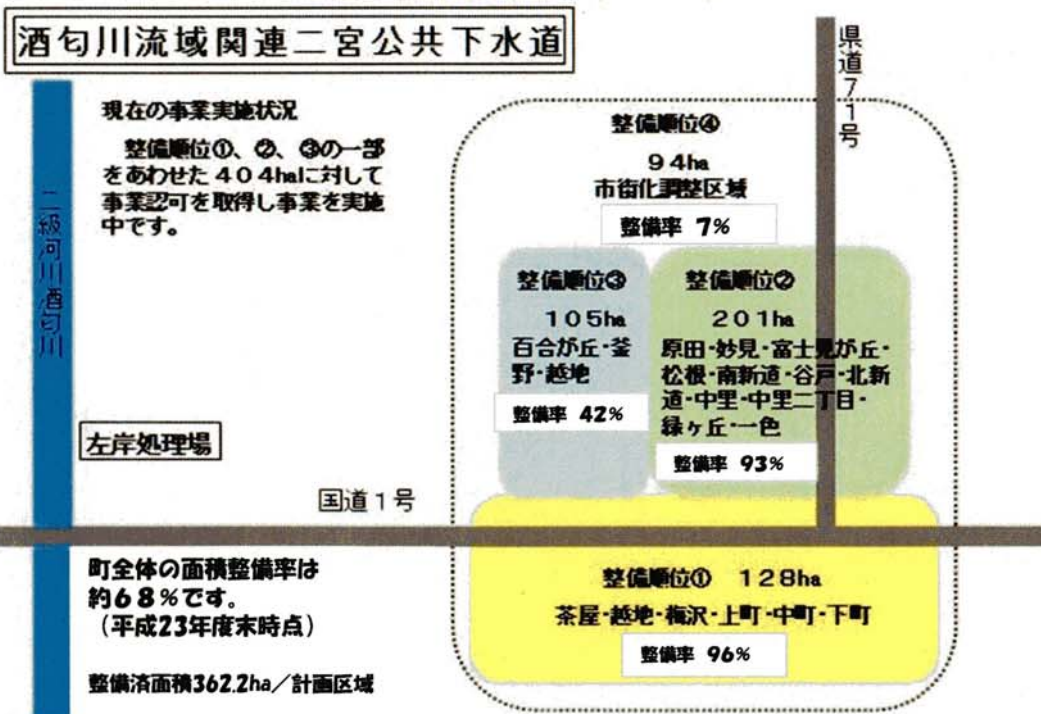 酒匂川流域関連二宮公共下水道
県道71号
二級河川酒匂川
現在の事業実施状況
整備順位①、②、③の一部
をあわせた404haに対して
事業認可を取得し事業を実施
中です。
整備順位④
94ha
市街化調整区域
整備率 7%
整備順位③
105ha
百合が丘・釜
野・越地
整備率 42%
整備順位②
201ha
原田・妙見・富士見が丘・
松根・南新道・谷戸・北新
道・中里・中里二丁目・
緑ヶ丘・一色
整備率 93%
左岸処理場
国道1号
町全体の面積整備率は
約68%です。
（平成23年度末時点）
整備済面積362.2ha／計画区域
整備順位① 128ha
茶屋・越地・梅沢・上町・中町・下町
整備率 96%